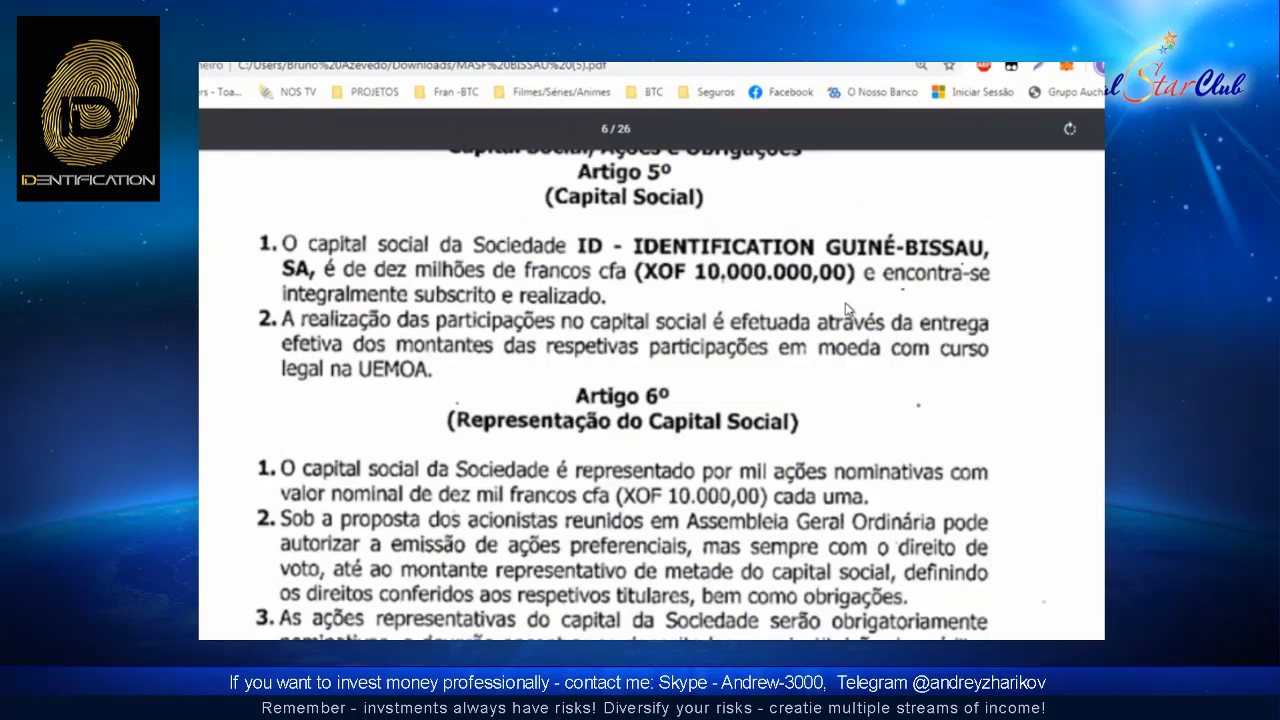 IDENTIFICATION
StarClub
C:/Users/Bruno%20Azevedo/Downloads/MASF%20BISSAU%20(5).pdf
NOS TV PROJETOS Fran -BTC Filmes/Séries/Animes BTC Seguros Facebook O Nosso Banco Iniciar Sessão Grupo Auch
6 / 26
Capital Social, Ações e Obrigações
Artigo 5º
(Capital Social)
1. O capital social da Sociedade ID - IDENTIFICATION GUINÉ-BISSAU,
SA, é de dez milhões de francos cfa (XOF 10.000.000,00) e encontra-se
integralmente subscrito e realizado.
2. A realização das participações no capital social é efetuada através da entrega
efetiva dos montantes das respetivas participações em moeda com curso
legal na UEMOA.
Artigo 6º
(Representação do Capital Social)
1. O capital social da Sociedade é representado por mil ações nominativas com
valor nominal de dez mil francos cfa (XOF 10.000,00) cada uma.
2. Sob a proposta dos acionistas reunidos em Assembleia Geral Ordinária pode
autorizar a emissão de ações preferenciais, mas sempre com o direito de
voto, até ao montante representativo de metade do capital social, definindo
os direitos conferidos aos respetivos titulares, bem como obrigações.
3. As ações representativas do capital da Sociedade serão obrigatoriamente
If you want to invest money professionally - contact me: Skype - Andrew-3000, Telegram @andreyzharikov
Remember - invstments always have risks! Diversify your risks - creatie multiple streams of income!